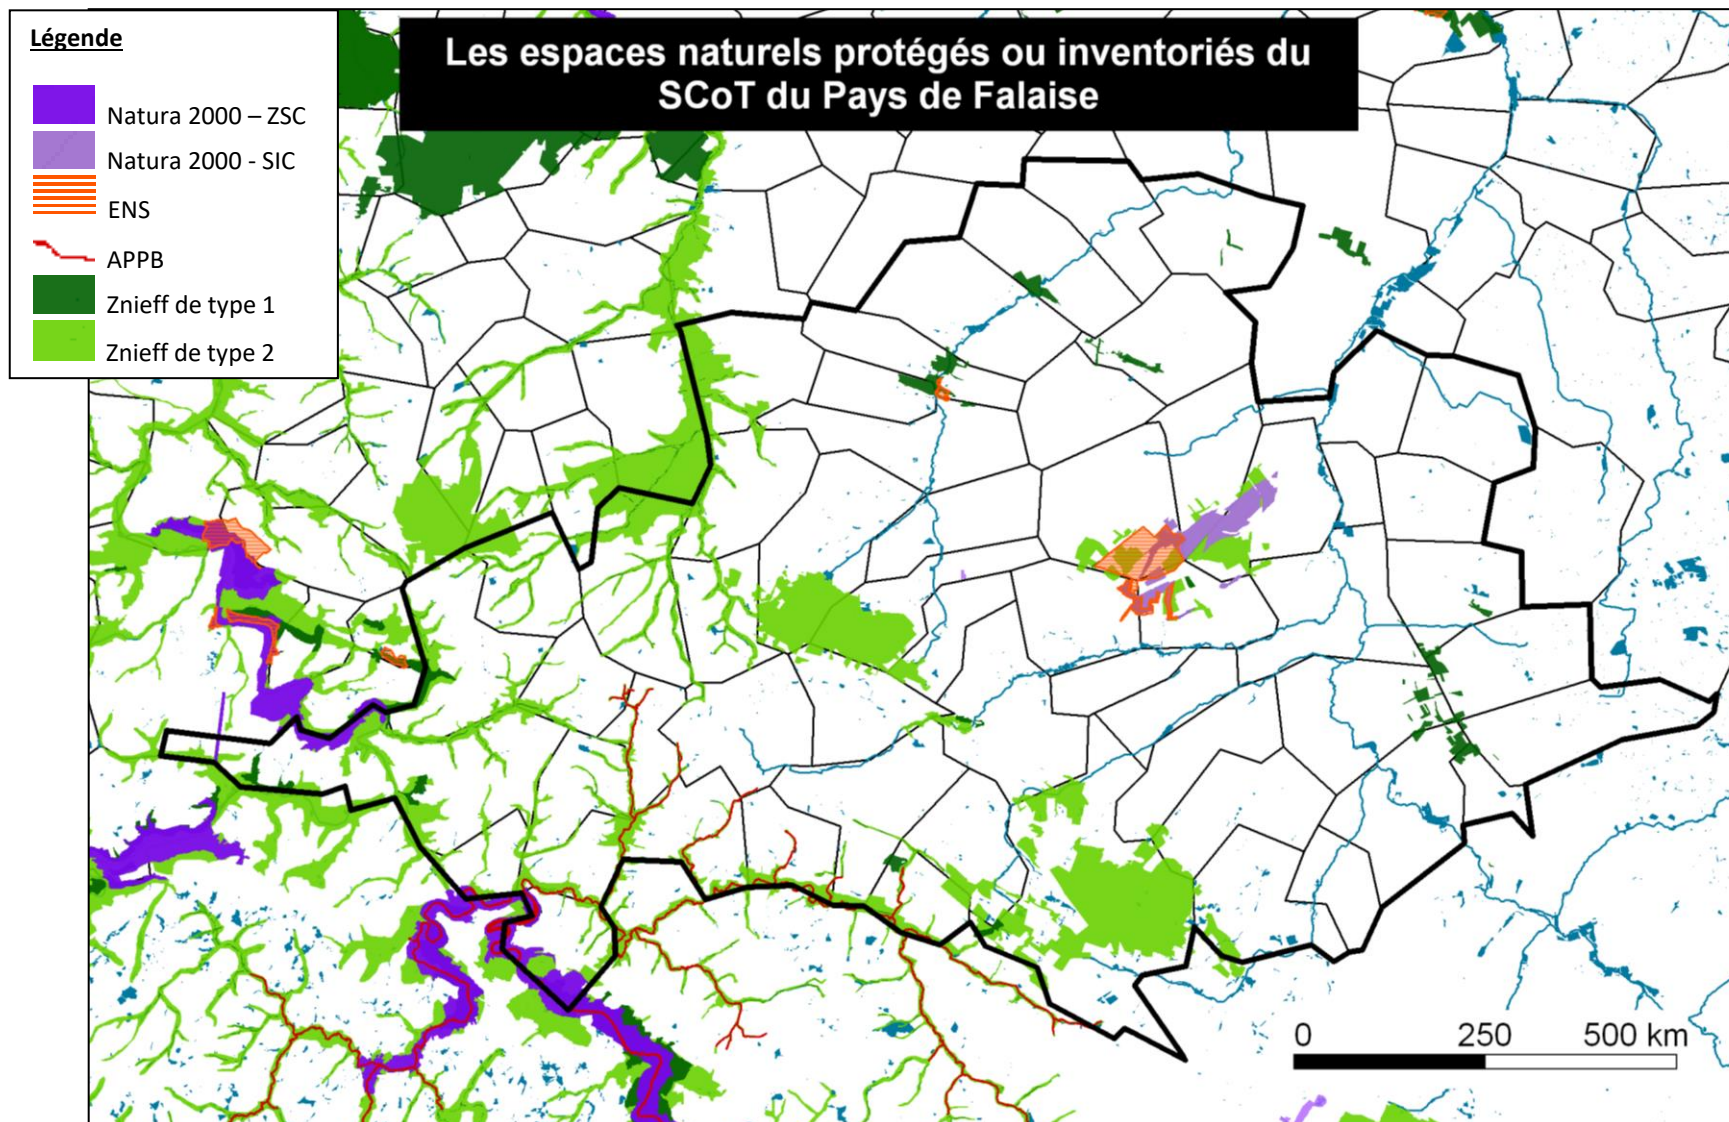 Légende
Natura 2000 – ZSC
Natura 2000 - SIC
ENS
APPB
Znieff de type 1
Znieff de type 2
Les espaces naturels protégés ou inventoriés du
SCoT du Pays de Falaise
0 250 500 km